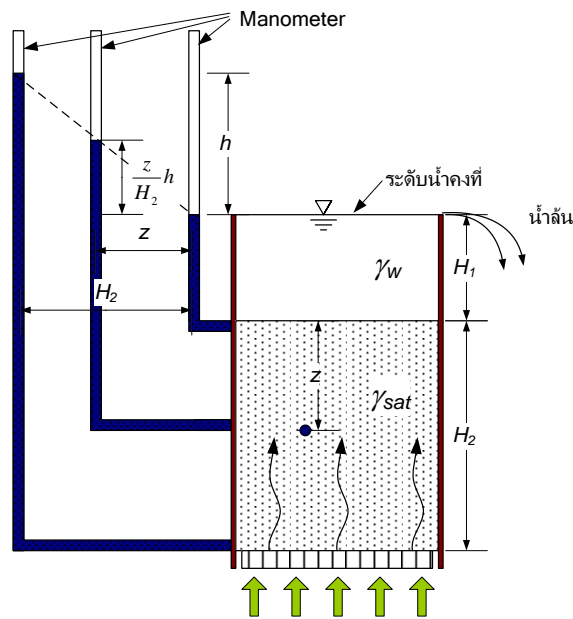 Manometer
h
z/H₂ h
z
H₂
ระดับน้ำคงที่
น้ำล้น
γw
H₁
z
γsat
H₂